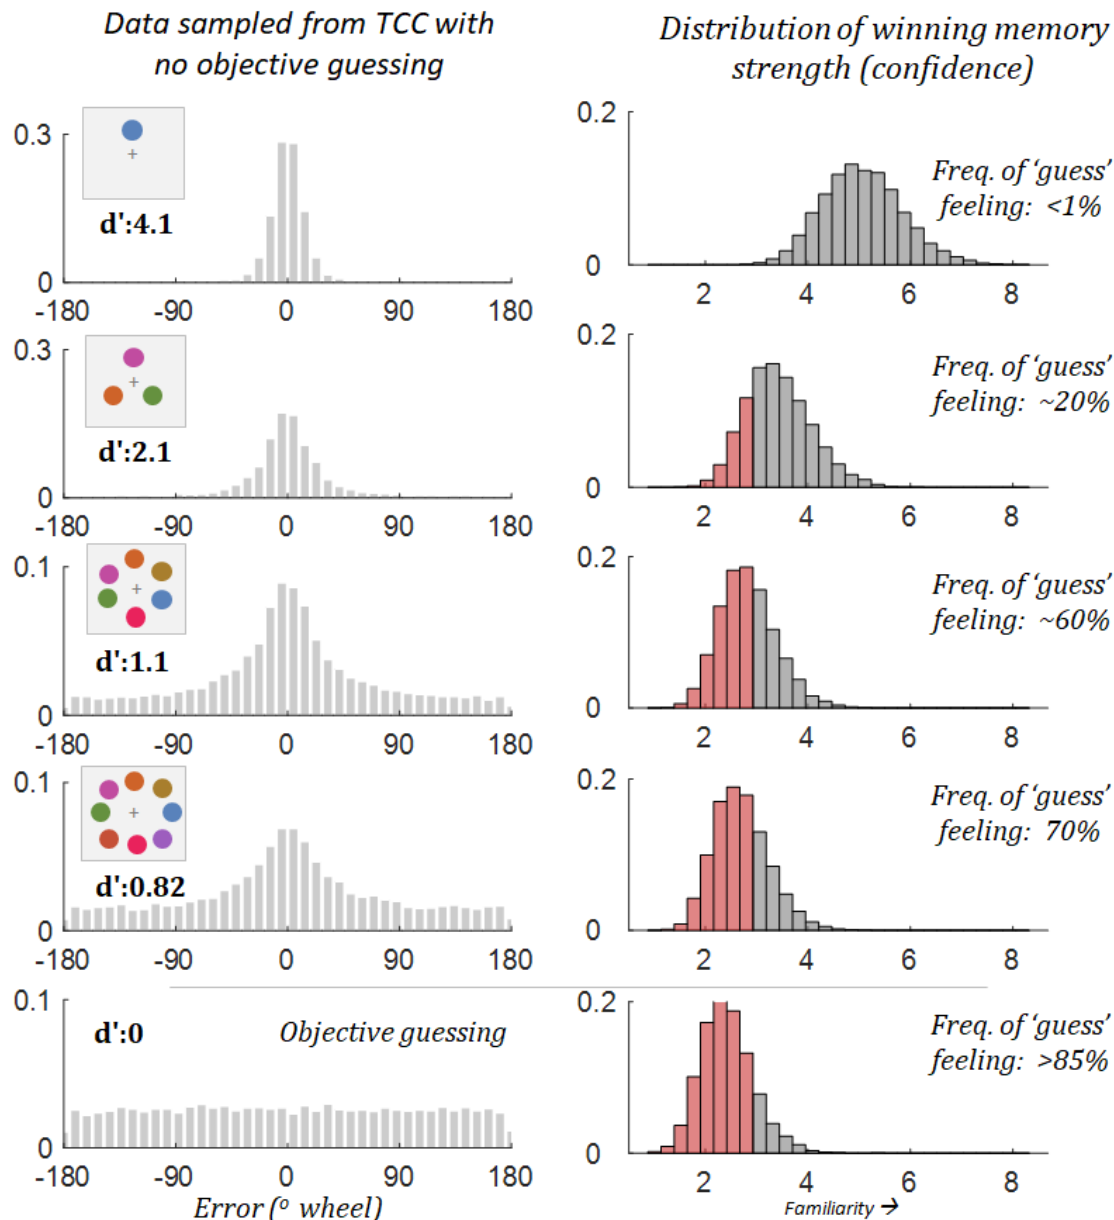 Data sampled from TCC with
no objective guessing
Distribution of winning memory
strength (confidence)
0.3
0
d':4.1
-180 -90 0 90 180
0.2
0
2 4 6 8
Freq. of 'guess'
feeling: <1%
0.3
0
d':2.1
-180 -90 0 90 180
0.2
0
2 4 6 8
Freq. of 'guess'
feeling: ~20%
0.1
0
d':1.1
-180 -90 0 90 180
0.2
0
2 4 6 8
Freq. of 'guess'
feeling: ~60%
0.1
0
d':0.82
-180 -90 0 90 180
0.2
0
2 4 6 8
Freq. of 'guess'
feeling: 70%
0.1
0
d':0
Objective guessing
-180 -90 0 90 180
Error (º wheel)
0.2
0
2 4 6 8
Familiarity →
Freq. of 'guess'
feeling: >85%